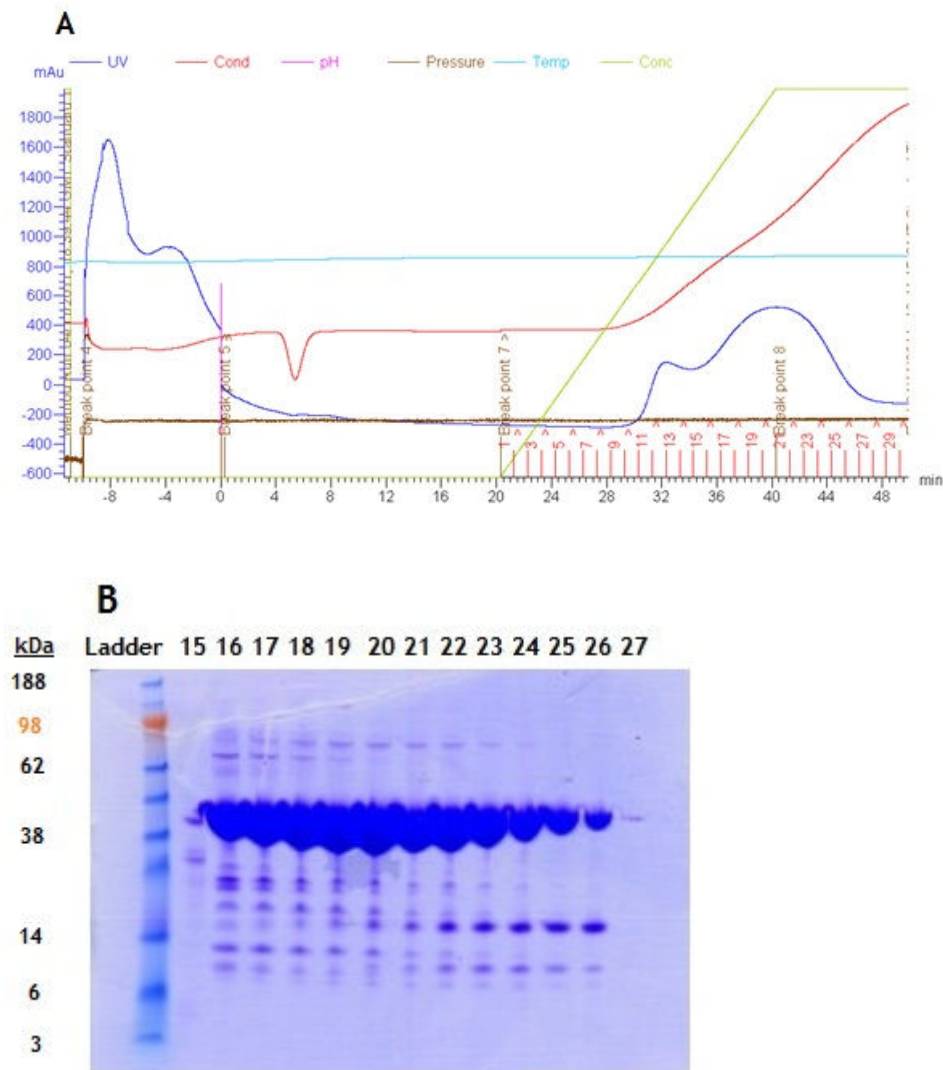 A
UV Cond pH Pressure Temp Conc
mAu
1800
1600
1400
1200
1000
800
600
400
200
0
-200
-400
-600
Break point 4
Break point 5 >
Break point 7 >
Break point 8
1 > 3 > 5 > 7 > 9 > 11 > 13 > 15 > 17 > 19 > 21 > 23 > 25 > 27 > 29 >
-8 -4 0 4 8 12 16 20 24 28 32 36 40 44 48 min
B
kDa Ladder 15 16 17 18 19 20 21 22 23 24 25 26 27
188
98
62
38
14
6
3